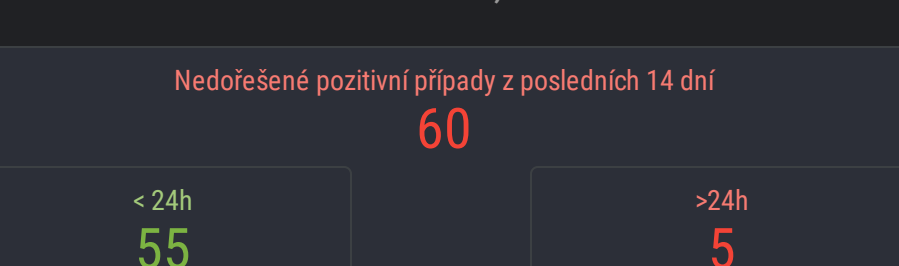 Nedořešené pozitivní případy z posledních 14 dní
60
< 24h
>24h
55
5